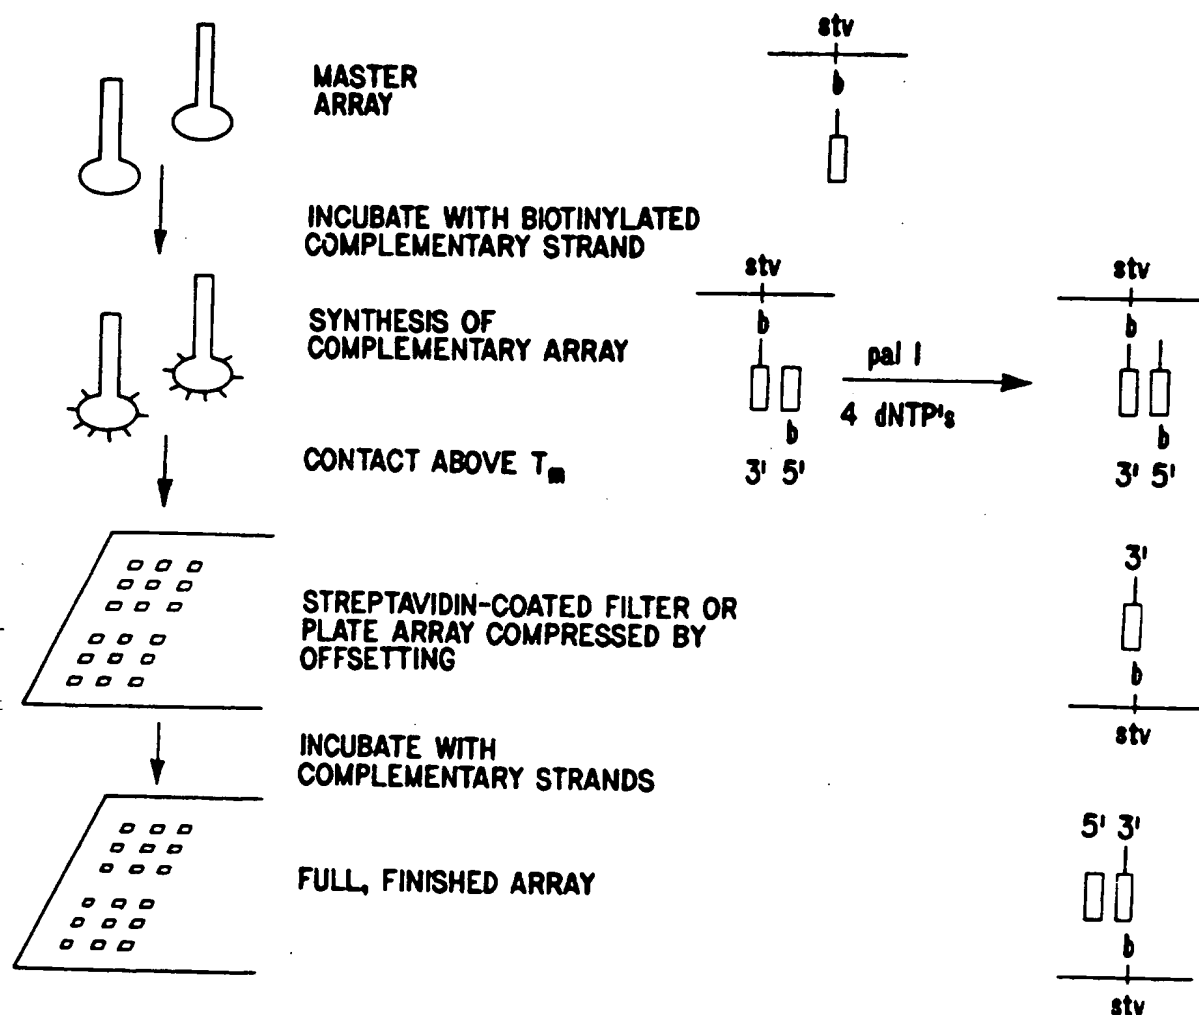 stv
MASTER
ARRAY
b
INCUBATE WITH BIOTINYLATED
COMPLEMENTARY STRAND
stv
stv
b
b
SYNTHESIS OF
COMPLEMENTARY ARRAY
pal I
4 dNTP's
b
b
CONTACT ABOVE Tm
3' 5'
3' 5'
3'
STREPTAVIDIN-COATED FILTER OR
PLATE ARRAY COMPRESSED BY
OFFSETTING
b
stv
INCUBATE WITH
COMPLEMENTARY STRANDS
5' 3'
FULL, FINISHED ARRAY
b
stv